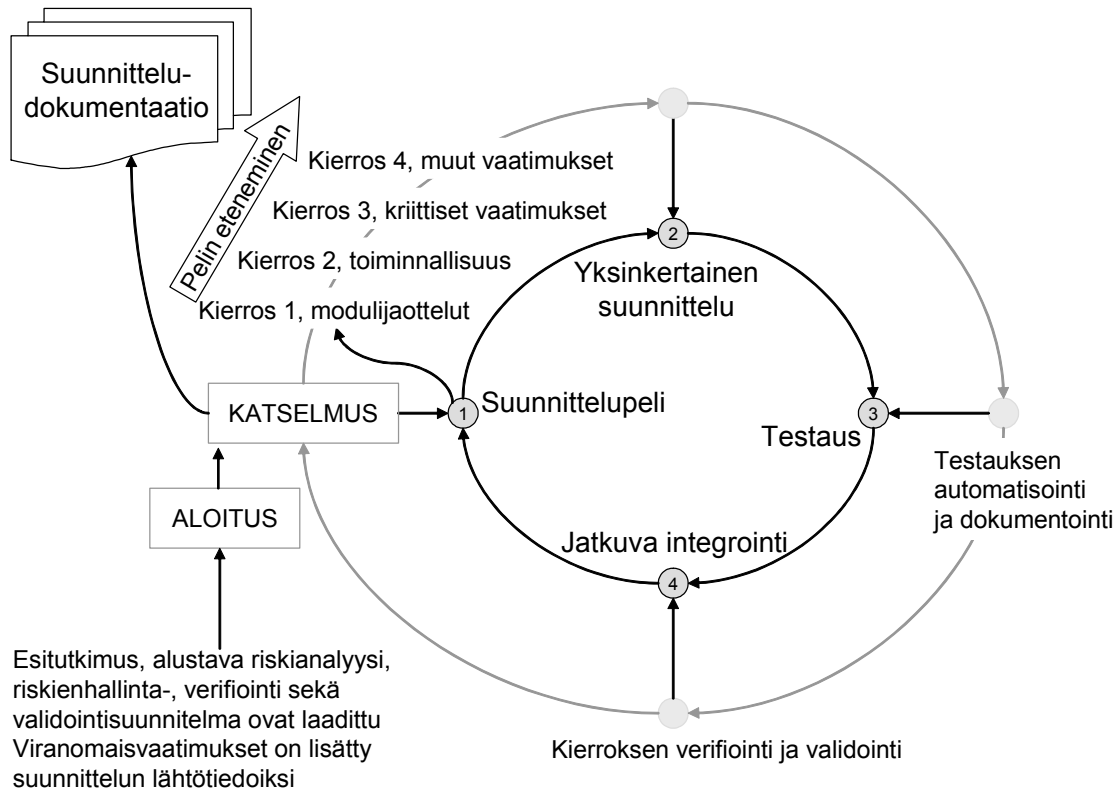 Suunnittelu-
dokumentaatio
Pelin eteneminen
Kierros 4, muut vaatimukset
Kierros 3, kriittiset vaatimukset
Kierros 2, toiminnallisuus
Kierros 1, modulijaottelut
2
Yksinkertainen
suunnittelu
KATSELMUS
1
Suunnittelupeli
3
Testaus
Testauksen
automatisointi
ja dokumentointi
ALOITUS
Jatkuva integrointi
4
Esitutkimus, alustava riskianalyysi,
riskienhallinta-, verifiointi sekä
validointisuunnitelma ovat laadittu
Viranomaisvaatimukset on lisätty
suunnittelun lähtötiedoiksi
Kierroksen verifiointi ja validointi